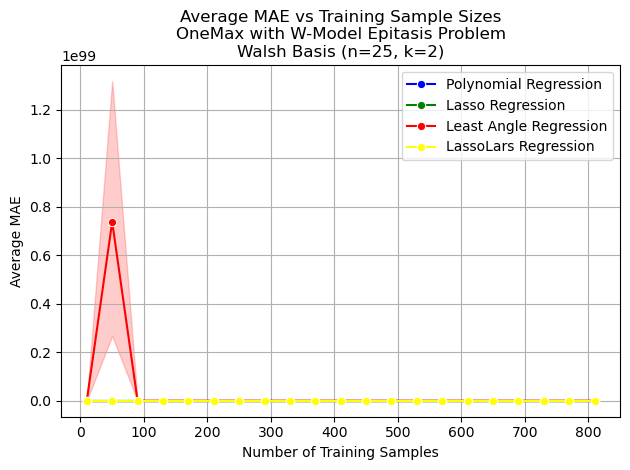 Average MAE vs Training Sample Sizes
OneMax with W-Model Epitasis Problem
Walsh Basis (n=25, k=2)
1e99
Polynomial Regression
Lasso Regression
Least Angle Regression
LassoLars Regression
Average MAE
1.2
1.0
0.8
0.6
0.4
0.2
0.0
0 100 200 300 400 500 600 700 800
Number of Training Samples